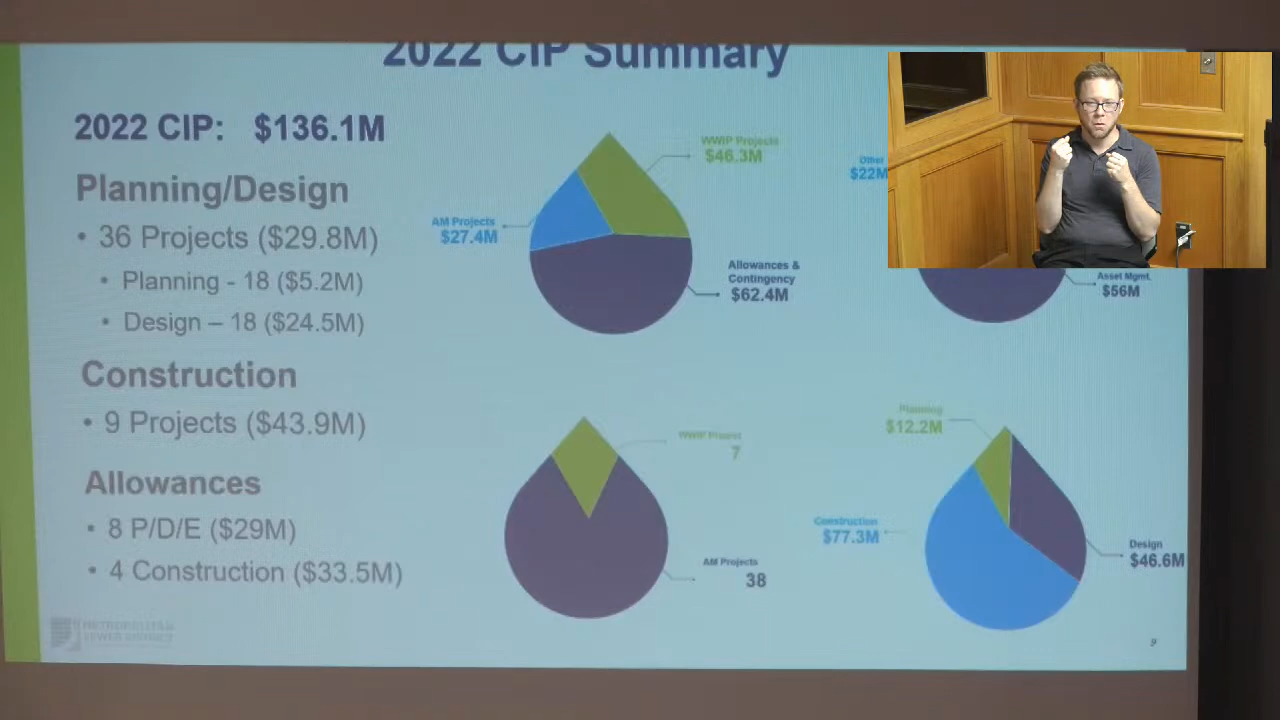 2022 CIP Summary
2022 CIP: $136.1M
Planning/Design
• 36 Projects ($29.8M)
• Planning - 18 ($5.2M)
• Design – 18 ($24.5M)
Construction
• 9 Projects ($43.9M)
Allowances
• 8 P/D/E ($29M)
• 4 Construction ($33.5M)
METROPOLITAN
SEWER DISTRICT
WWIP Projects
$46.3M
AM Projects
$27.4M
Allowances &
Contingency
$62.4M
Other
$22M
Asset Mgmt.
$56M
WWIP Project
7
AM Projects
38
Planning
$12.2M
Construction
$77.3M
Design
$46.6M
9